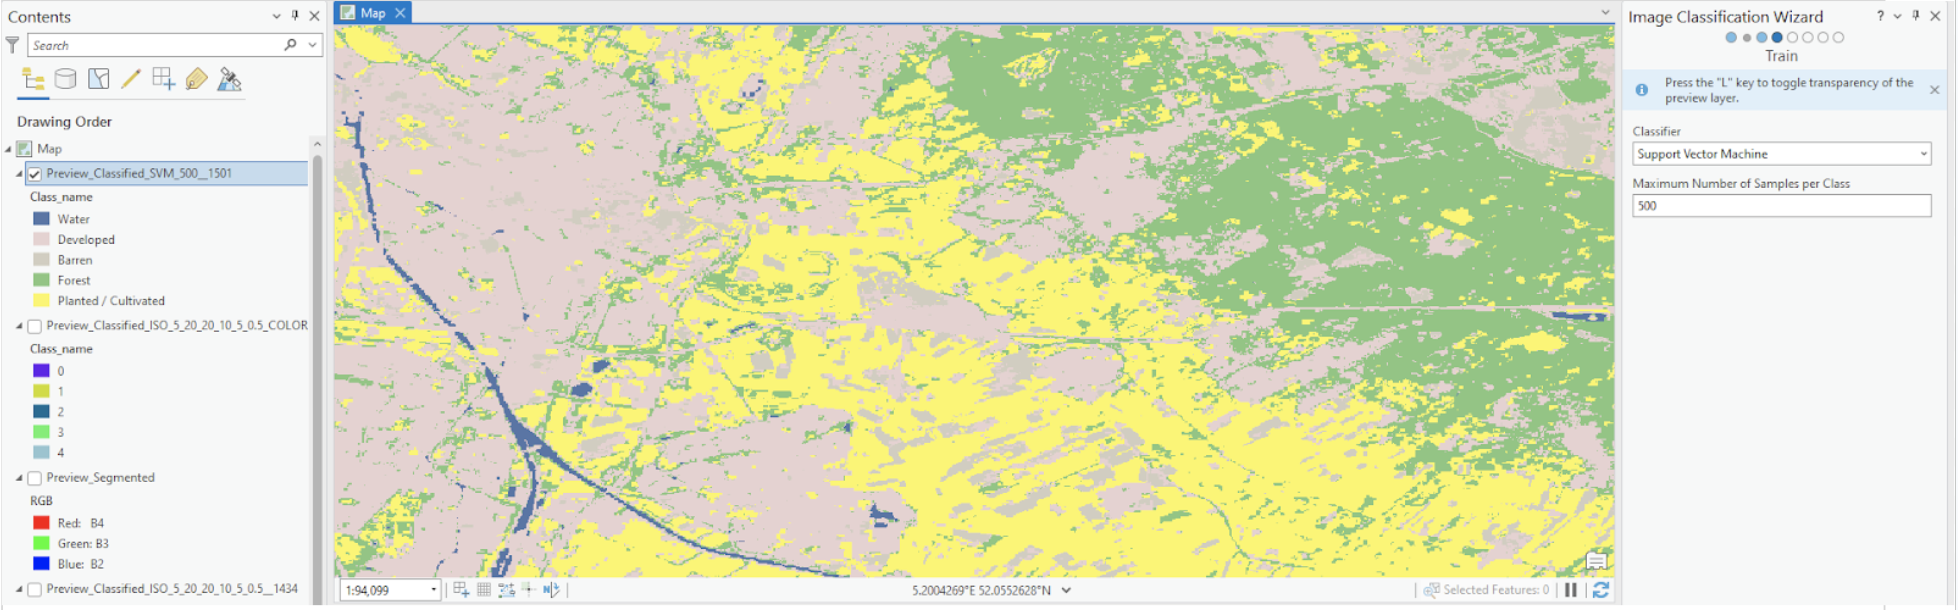 Contents
Search
Drawing Order
Map
Preview_Classified_SVM_500__1501
Class_name
Water
Developed
Barren
Forest
Planted / Cultivated
Preview_Classified_ISO_5_20_20_10_5_0.5_COLOR
Class_name
0
1
2
3
4
Preview_Segmented
RGB
Red: B4
Green: B3
Blue: B2
Preview_Classified_ISO_5_20_20_10_5_0.5__1434
Map
1:94,099
5.2004269°E 52.0552628°N
Selected Features: 0
Image Classification Wizard
?
Train
Press the "L" key to toggle transparency of the
preview layer.
Classifier
Support Vector Machine
Maximum Number of Samples per Class
500